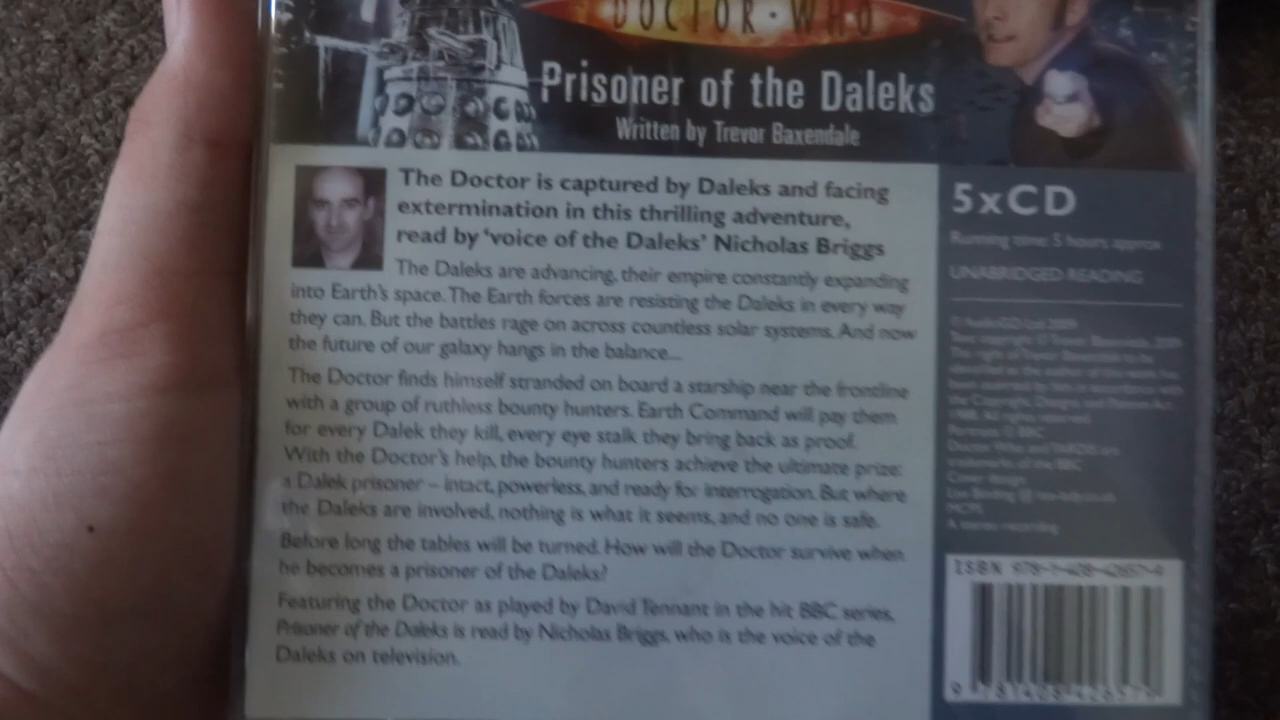 DOCTOR · WHO
Prisoner of the Daleks
Written by Trevor Baxendale
The Doctor is captured by Daleks and facing
extermination in this thrilling adventure,
read by ‘voice of the Daleks’ Nicholas Briggs
The Daleks are advancing, their empire constantly expanding
into Earth's space. The Earth forces are resisting the Daleks in every way
they can. But the battles rage on across countless solar systems. And now
the future of our galaxy hangs in the balance...
The Doctor finds himself stranded on board a starship near the frontline
with a group of ruthless bounty hunters. Earth Command will pay them
for every Dalek they kill, every eye stalk they bring back as proof.
With the Doctor's help, the bounty hunters achieve the ultimate prize:
a Dalek prisoner – intact, powerless, and ready for interrogation. But where
the Daleks are involved, nothing is what it seems, and no one is safe.
Before long the tables will be turned. How will the Doctor survive when
he becomes a prisoner of the Daleks?
Featuring the Doctor as played by David Tennant in the hit BBC series.
Prisoner of the Daleks is read by Nicholas Briggs, who is the voice of the
Daleks on television.
5xCD
Running time: 5 hours approx
UNABRIDGED READING
A stereo recording
ISBN 978-1-408-42657-9